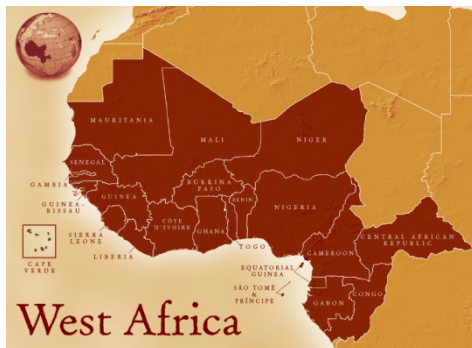 MAURITANIA
MALI
NIGER
SENEGAL
GAMBIA
GUINEA-
BISSAU
GUINEA
BURKINA
FASO
BENIN
NIGERIA
SIERRA
LEONE
CÔTE
D'IVOIRE
GHANA
LIBERIA
TOGO
CAPE
VERDE
CAMEROON
CENTRAL AFRICAN
REPUBLIC
EQUATORIAL
GUINEA
SÃO TOMÉ
&
PRÍNCIPE
GABON
CONGO
West Africa